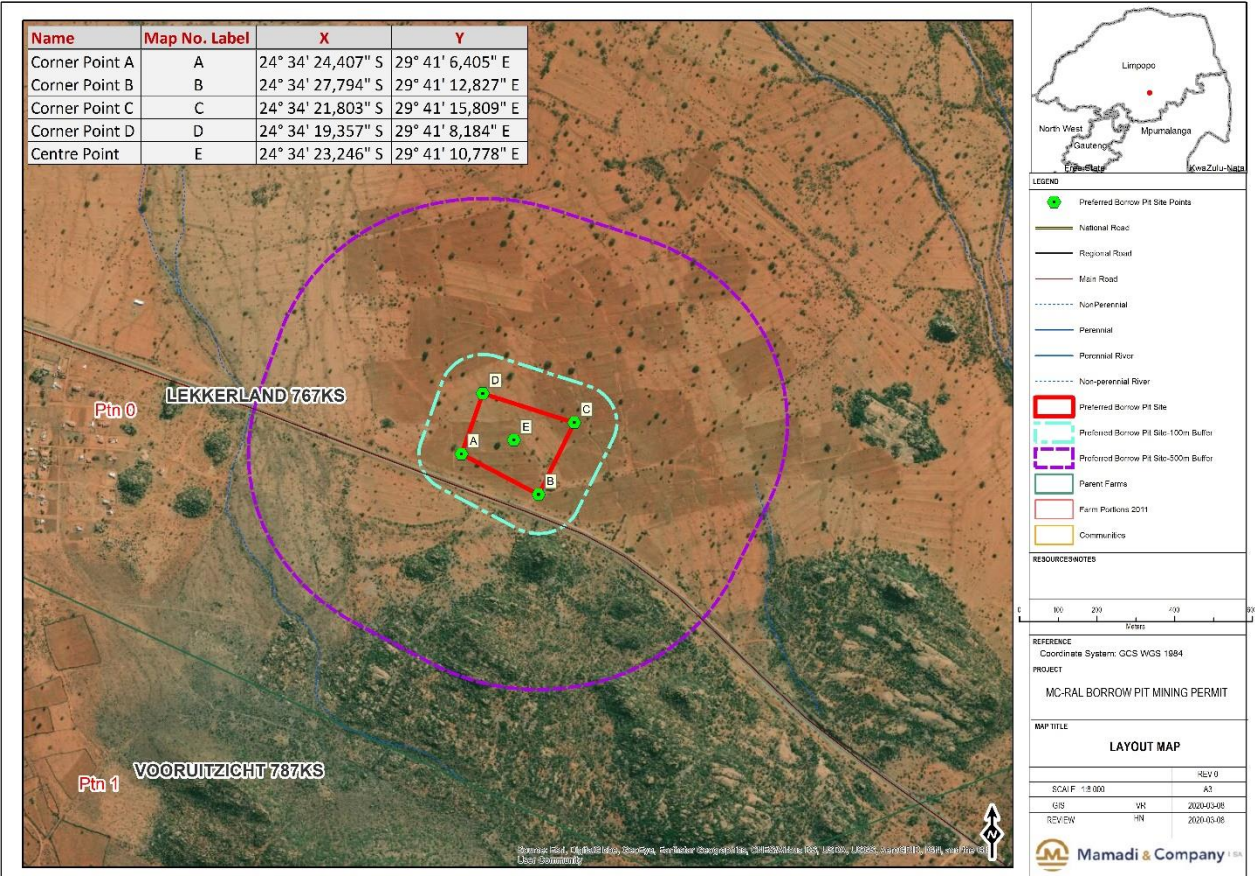 Name Map No. Label X Y
Corner Point A A 24° 34' 24,407" S 29° 41' 6,405" E
Corner Point B B 24° 34' 27,794" S 29° 41' 12,827" E
Corner Point C C 24° 34' 21,803" S 29° 41' 15,809" E
Corner Point D D 24° 34' 19,357" S 29° 41' 8,184" E
Centre Point E 24° 34' 23,246" S 29° 41' 10,778" E
D
C
E
A
B
LEKKERLAND 767KS
Ptn 0
VOORUITZICHT 787KS
Ptn 1
User Community
N
Limpopo
North West
Mpumalanga
Gauteng
Free State
KwaZulu-Natal
LEGEND
Preferred Borrow Pit Site Points
National Road
Regional Road
Main Road
NonPerennial
Perennial
Perennial River
Non-perennial River
Preferred Borrow Pit Site
Preferred Borrow Pit Site-100m Buffer
Preferred Borrow Pit Site-500m Buffer
Parent Farms
Farm Portions 2011
Communities
RESOURCES/NOTES
0 100 200 400
Meters
REFERENCE
Coordinate System: GCS WGS 1984
PROJECT
MC-RAL BORROW PIT MINING PERMIT
MAP TITLE
LAYOUT MAP
REV 0
SCALE 1:8 000 A3
GIS VR 2020-03-08
REVIEW HN 2020-03-08
Mamadi & Company